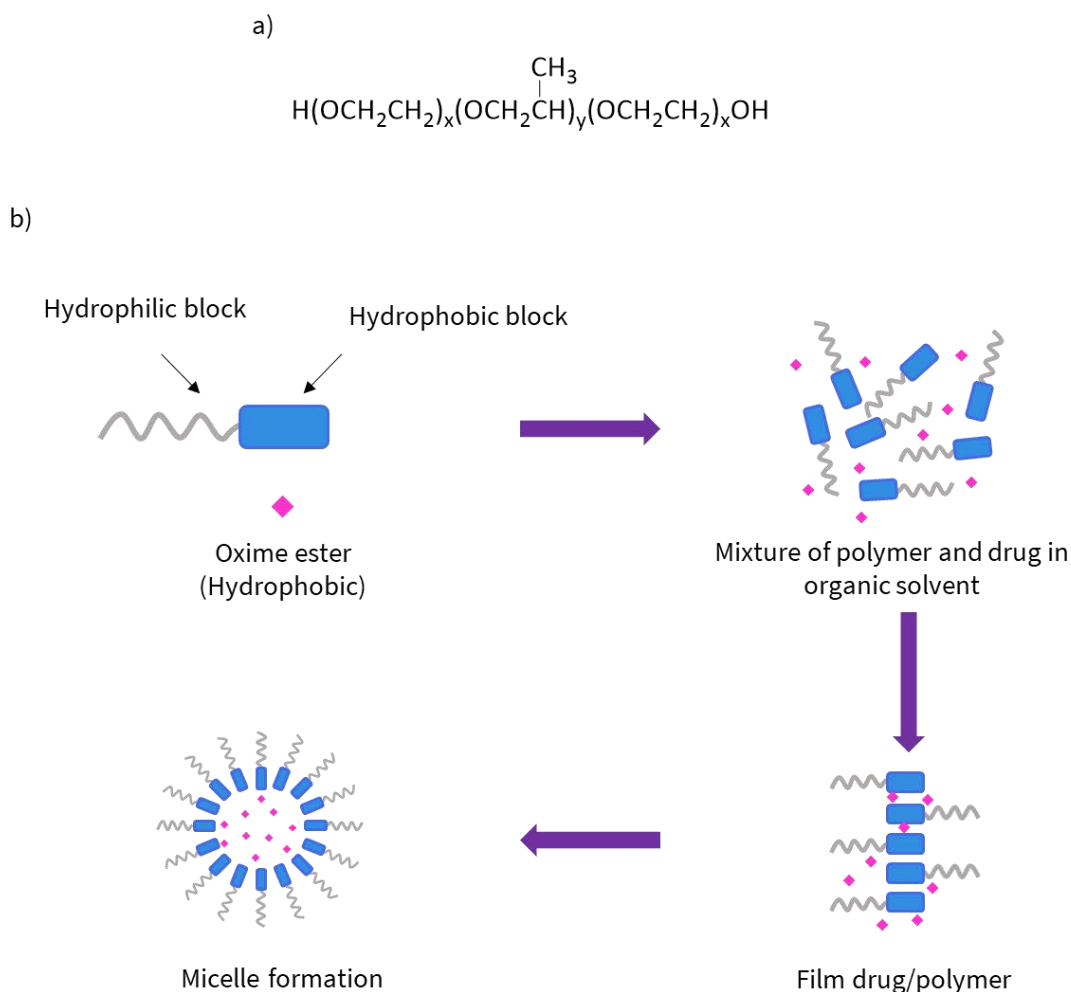 a)
CH₃
H(OCH₂CH₂)ₓ(OCH₂CH)ᵧ(OCH₂CH₂)ₓOH
b)
Hydrophilic block
Hydrophobic block
Oxime ester
(Hydrophobic)
Mixture of polymer and drug in
organic solvent
Micelle formation
Film drug/polymer